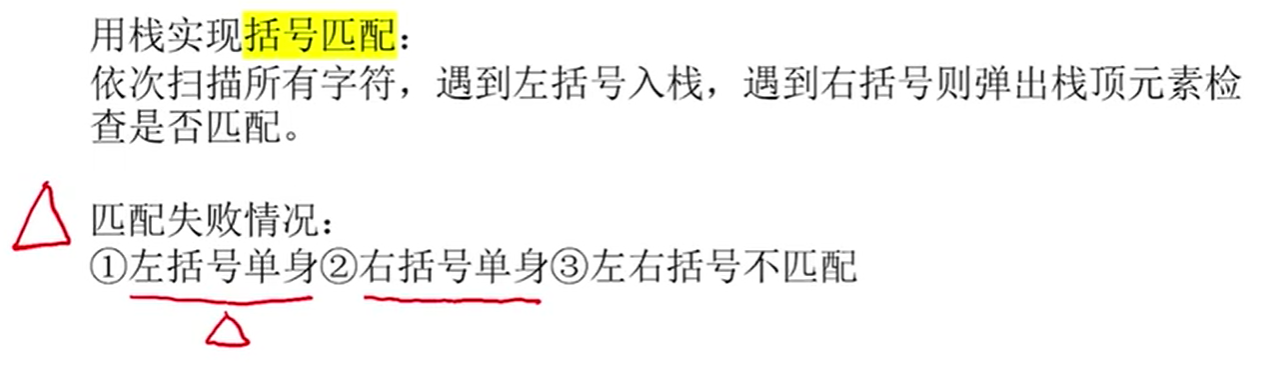 用栈实现括号匹配：
依次扫描所有字符，遇到左括号入栈，遇到右括号则弹出栈顶元素检
查是否匹配。
匹配失败情况：
①左括号单身②右括号单身③左右括号不匹配